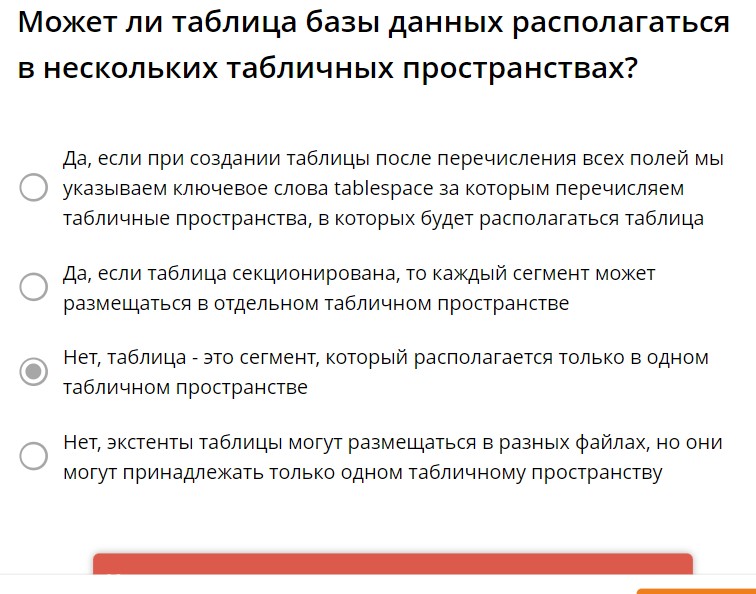 Может ли таблица базы данных располагаться
в нескольких табличных пространствах?
Да, если при создании таблицы после перечисления всех полей мы
указываем ключевое слова tablespace за которым перечисляем
табличные пространства, в которых будет располагаться таблица
Да, если таблица секционирована, то каждый сегмент может
размещаться в отдельном табличном пространстве
Нет, таблица - это сегмент, который располагается только в одном
табличном пространстве
Нет, экстенты таблицы могут размещаться в разных файлах, но они
могут принадлежать только одном табличному пространству